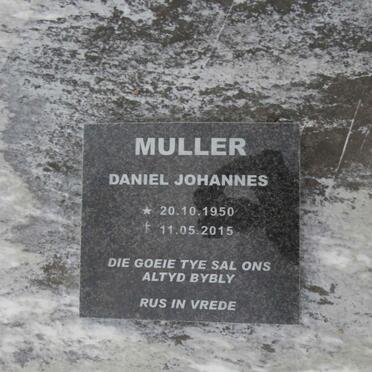 MULLER
DANIEL JOHANNES
★ 20.10.1950
† 11.05.2015
DIE GOEIE TYE SAL ONS
ALTYD BYBLY
RUS IN VREDE